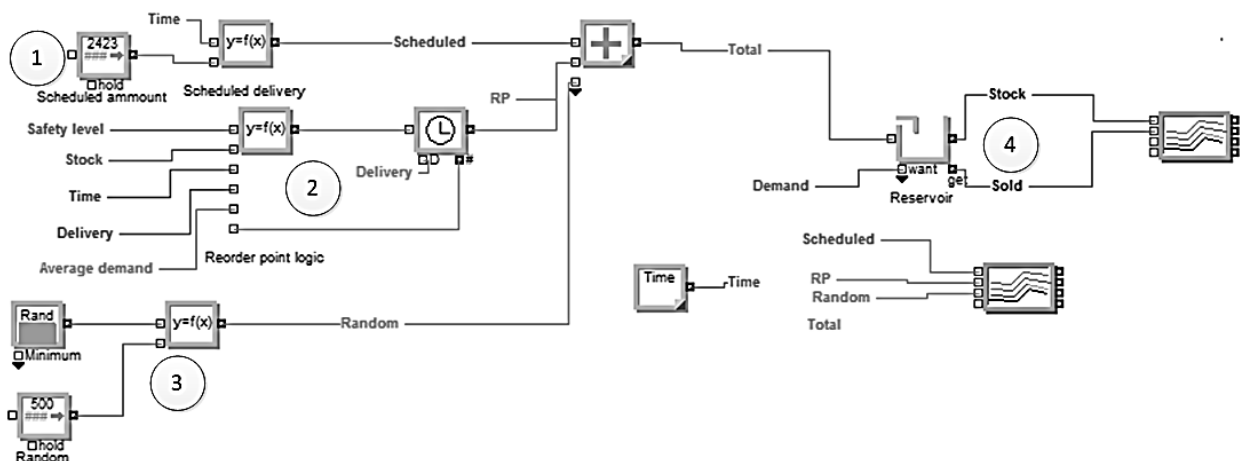 1
2423
###
hold
Scheduled ammount
Time
y=f(x)
Scheduled delivery
Scheduled
RP
Total
Safety level
Stock
Time
Delivery
Average demand
y=f(x)
2
Reorder point logic
D
#
Delivery
Rand
Minimum
y=f(x)
3
Random
500
###
hold
Random
Demand
want
get
Reservoir
Stock
4
Sold
Time
Time
Scheduled
RP
Random
Total